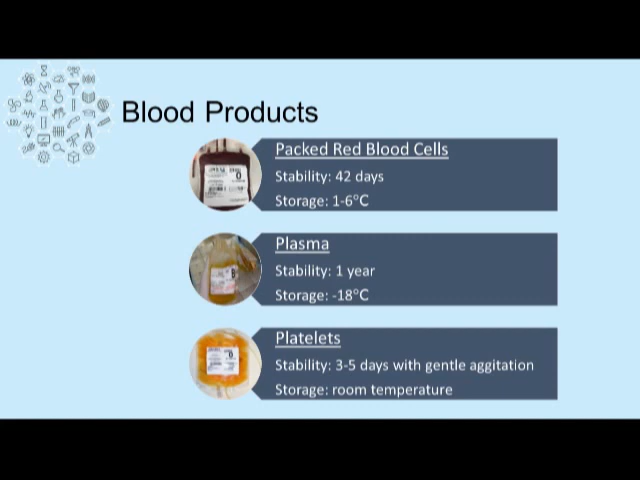 Blood Products
Packed Red Blood Cells
Stability: 42 days
Storage: 1-6°C
Plasma
Stability: 1 year
Storage: -18°C
Platelets
Stability: 3-5 days with gentle aggitation
Storage: room temperature